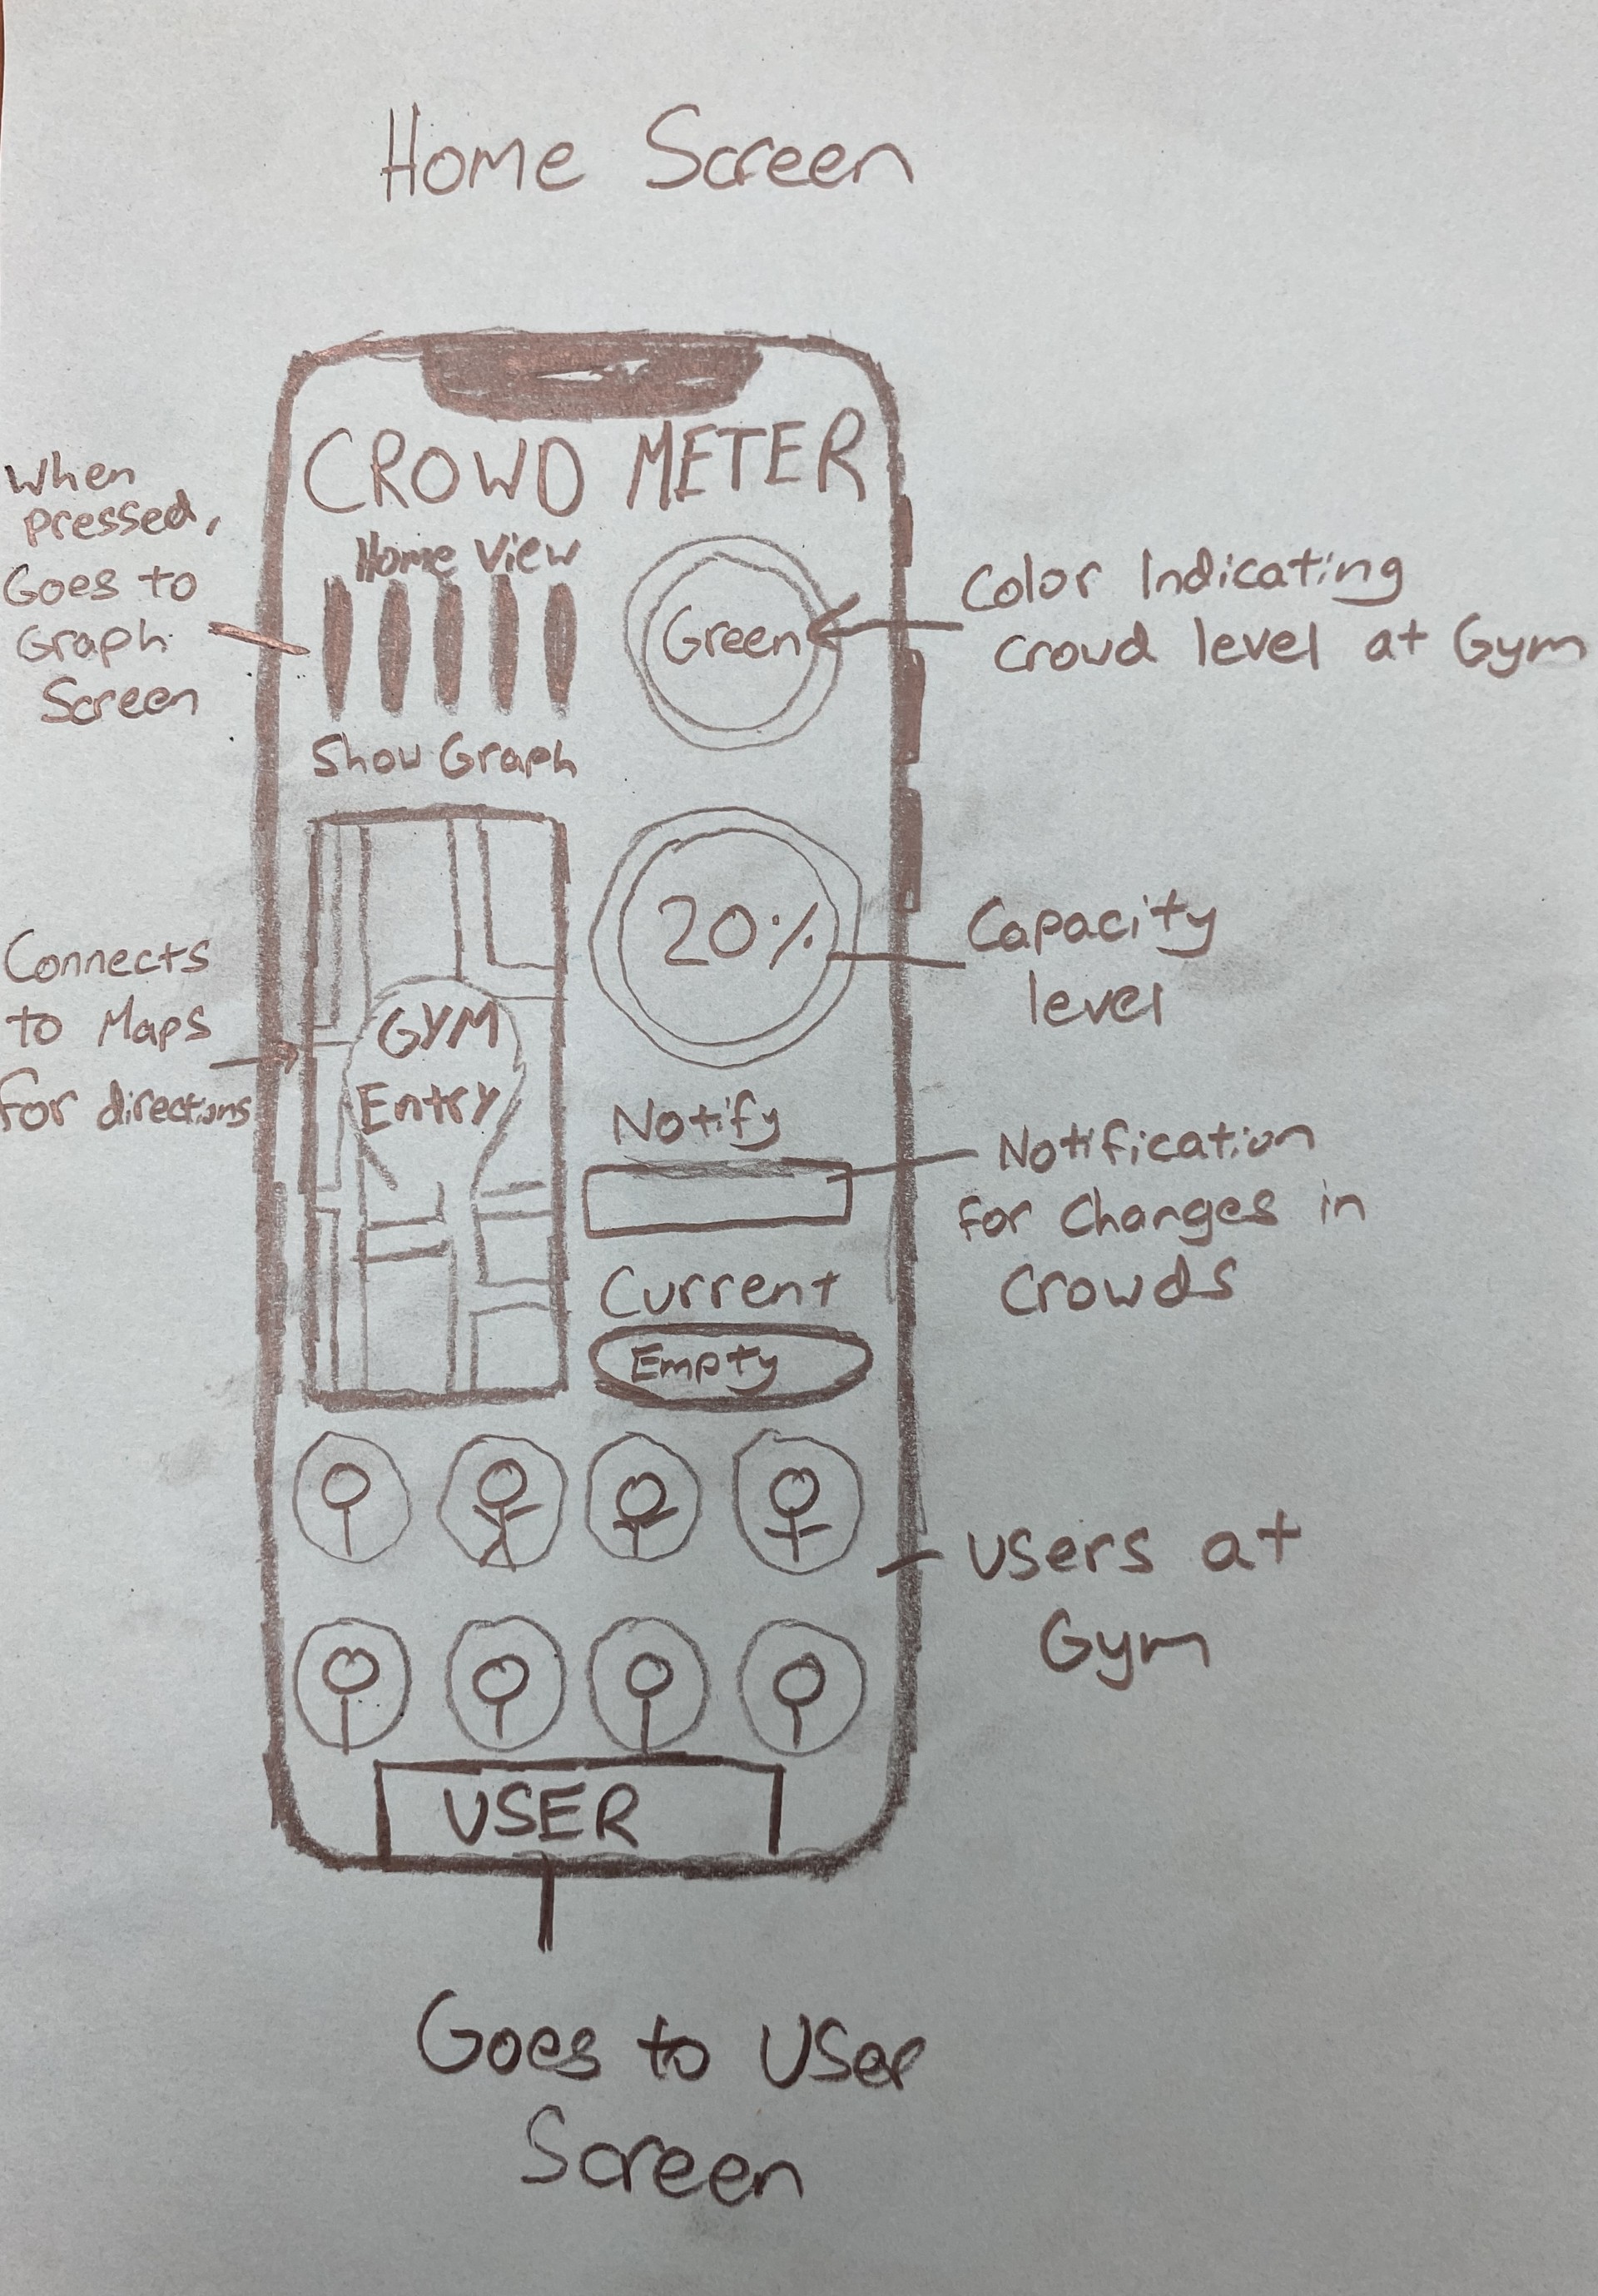 Home Screen
CROWD METER
Home View
When
pressed,
Goes to
Graph
Screen
Green
Color Indicating
croud level at Gym
Show Graph
20%
Capacity
level
Connects
to Maps
for directions
GYM
Entry
Notify
Notification
for Changes in
Crowds
Current
Empty
users at
Gym
USER
Goes to User
Screen